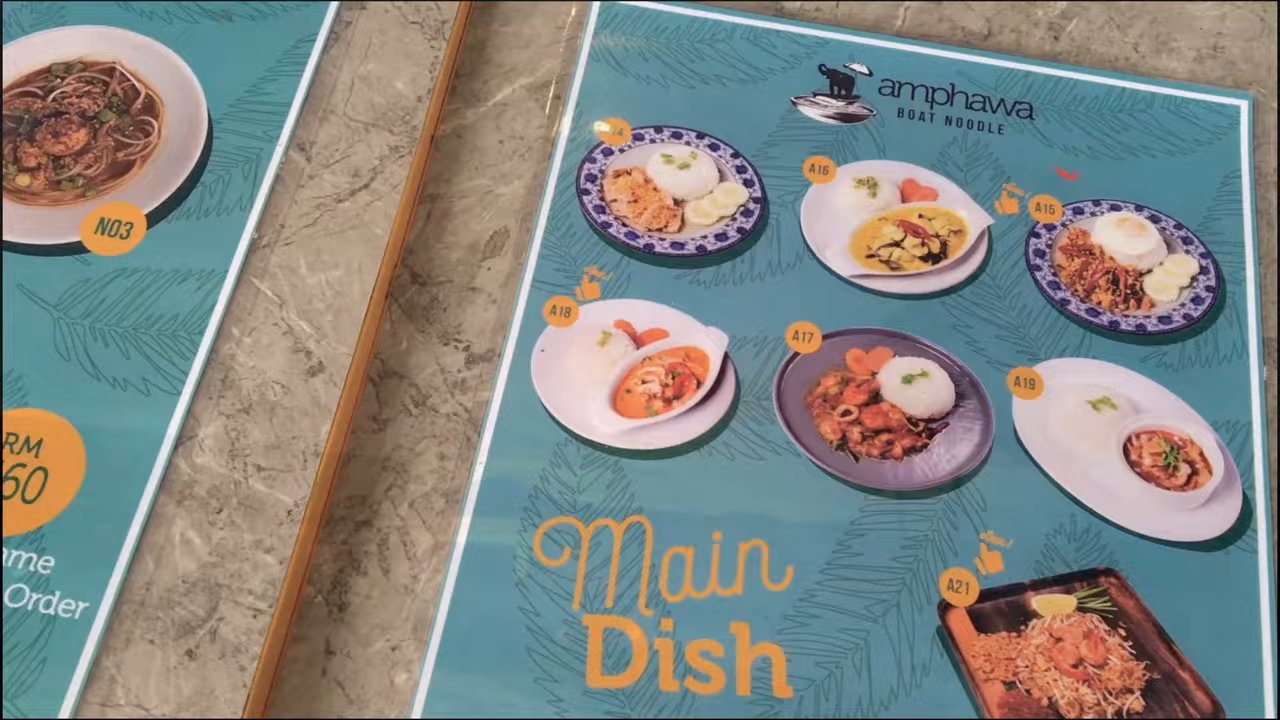 N03
RM
60
ame
Order
amphawa
BOAT NOODLE
A16
A15
A18
A17
A19
A21
Main
Dish